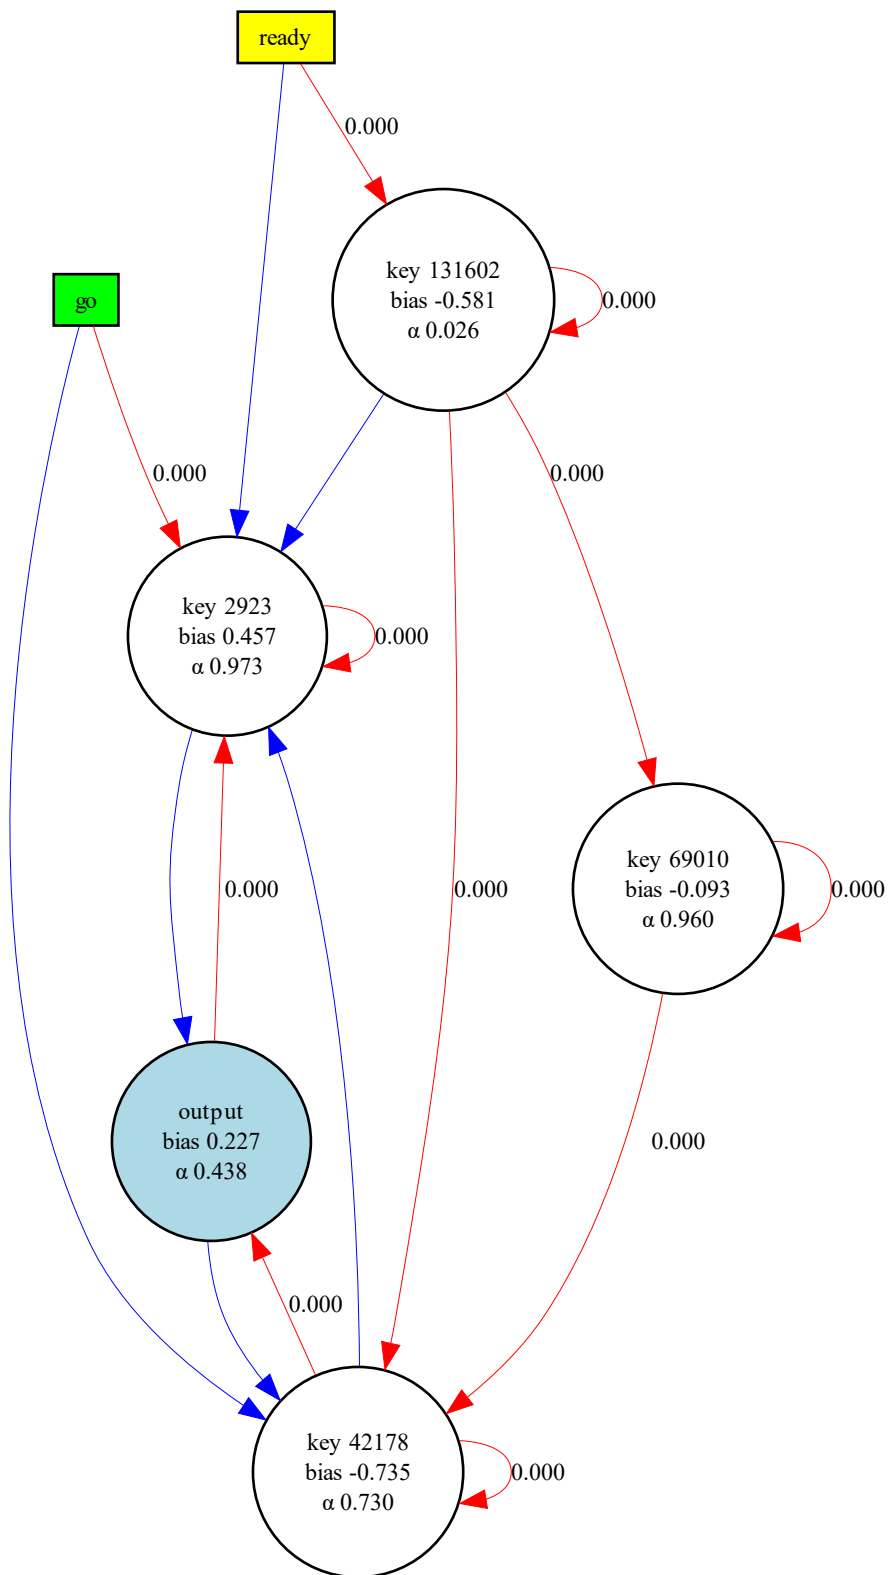 ready
0.000
key 131602
bias -0.581
α 0.026
0.000
go
0.000
0.000
key 2923
bias 0.457
α 0.973
0.000
key 69010
bias -0.093
α 0.960
0.000
0.000
0.000
output
bias 0.227
α 0.438
0.000
0.000
key 42178
bias -0.735
α 0.730
0.000